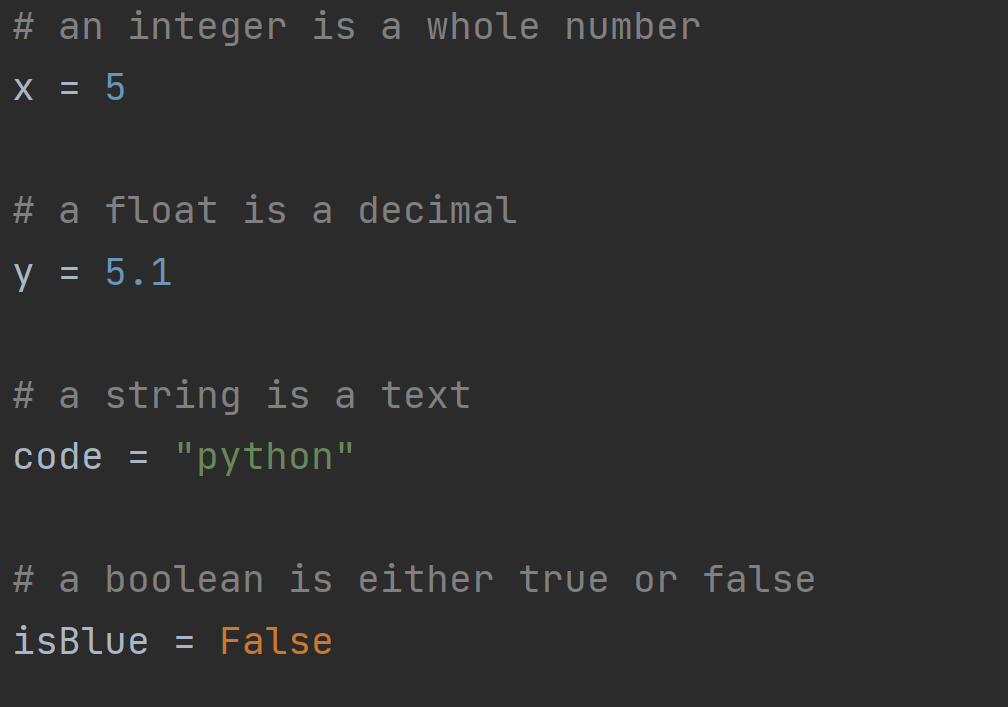 # an integer is a whole number
x = 5
# a float is a decimal
y = 5.1
# a string is a text
code = "python"
# a boolean is either true or false
isBlue = False